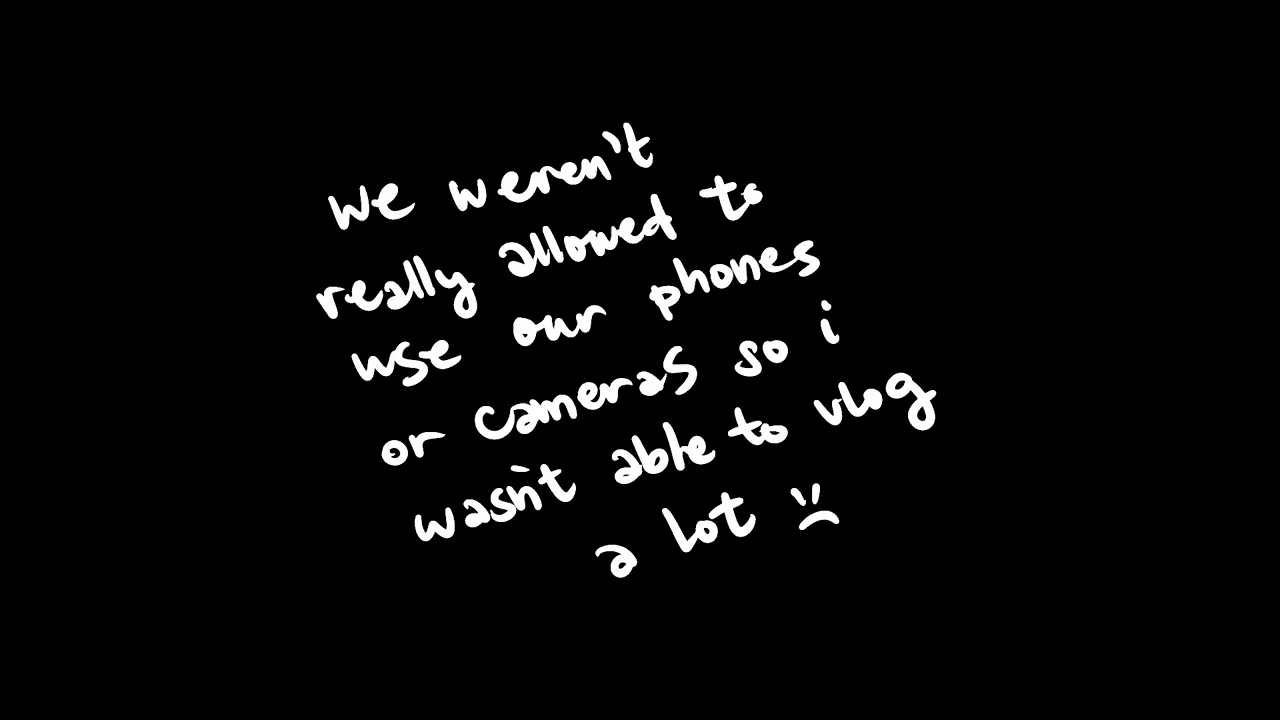 We weren't
really allowed to
use our phones
or cameras so i
wasn't able to vlog
a lot :(